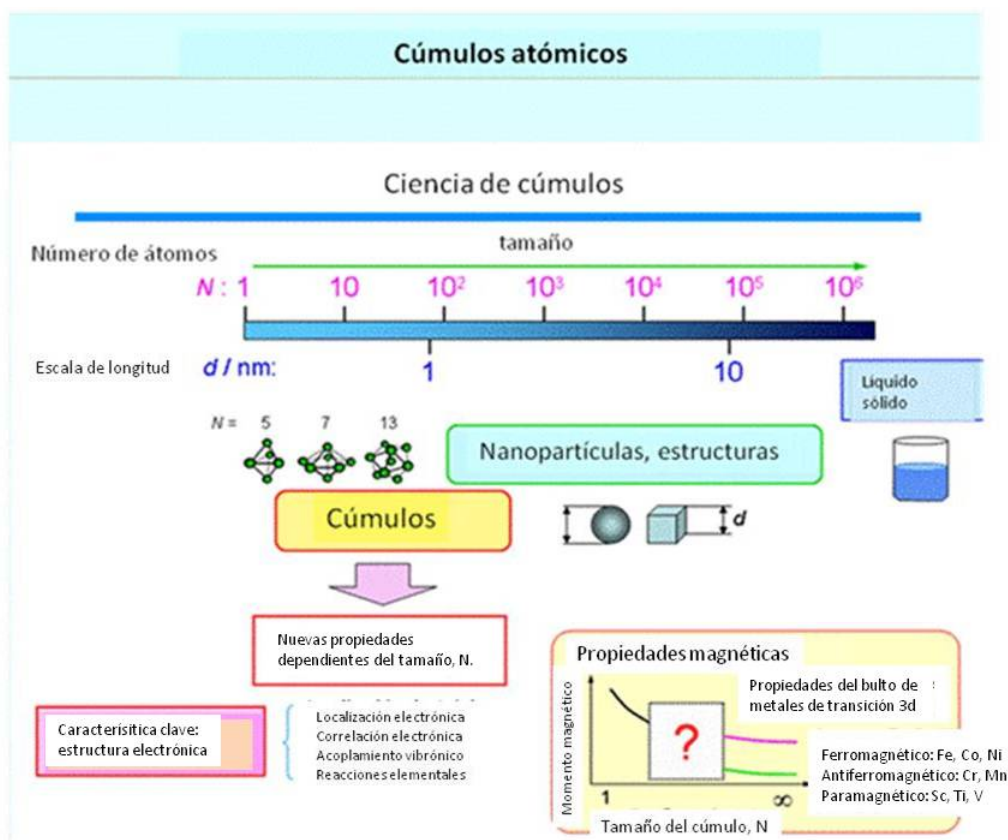 Cúmulos atómicos
Ciencia de cúmulos
Número de átomos
tamaño
N : 1 10 10² 10³ 10⁴ 10⁵ 10⁶
Escala de longitud d / nm: 1 10
Líquido
sólido
N = 5 7 13
Nanopartículas, estructuras
Cúmulos
d
Nuevas propiedades
dependientes del tamaño, N.
Caracterísitica clave:
estructura electrónica
Localización electrónica
Correlación electrónica
Acoplamiento vibrónico
Reacciones elementales
Propiedades magnéticas
Momento magnético
Propiedades del bulto de
metales de transición 3d
?
Ferromagnético: Fe, Co, Ni
Antiferromagnético: Cr, Mn
Paramagnético: Sc, Ti, V
1 ∞
Tamaño del cúmulo, N